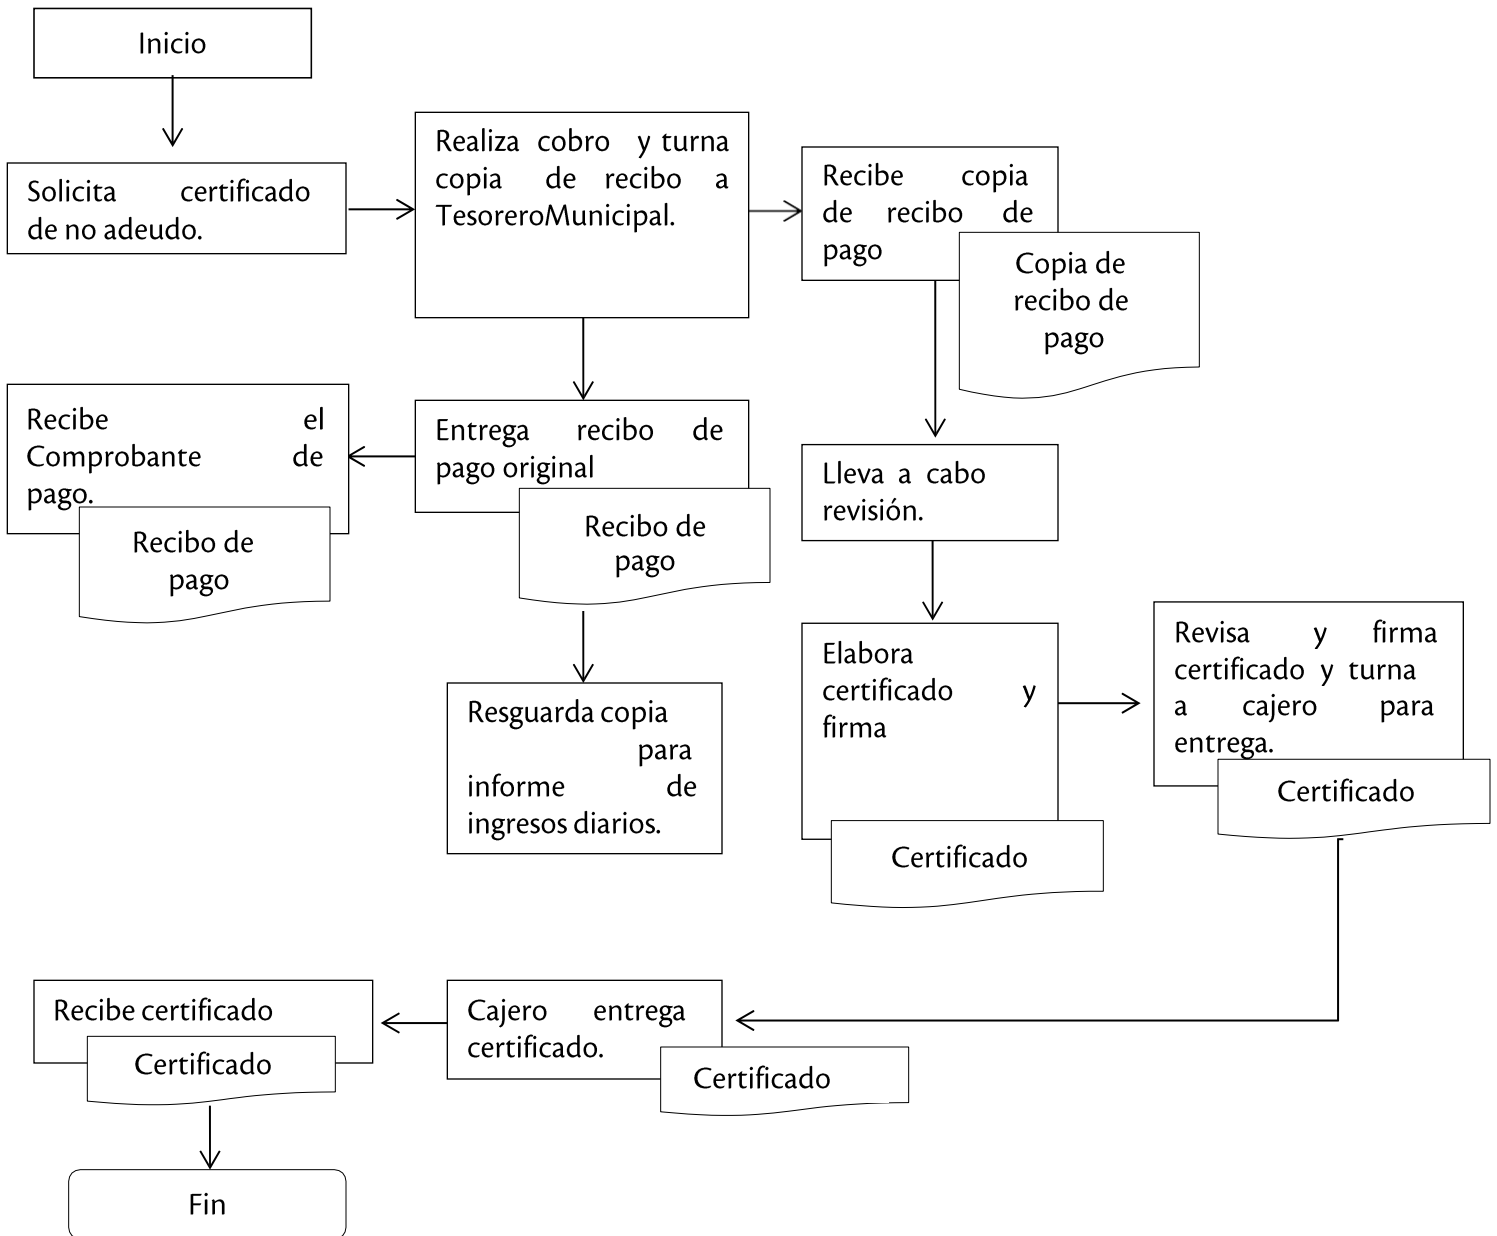 Inicio
Solicita certificado
de no adeudo.
Realiza cobro y turna
copia de recibo a
TesoreroMunicipal.
Recibe copia
de recibo de
pago
Copia de
recibo de
pago
Recibe el
Comprobante de
pago.
Recibo de
pago
Entrega recibo de
pago original
Recibo de
pago
Lleva a cabo
revisión.
Resguarda copia
para
informe de
ingresos diarios.
Elabora
certificado y
firma
Certificado
Revisa y firma
certificado y turna
a cajero para
entrega.
Certificado
Recibe certificado
Certificado
Cajero entrega
certificado.
Certificado
Fin